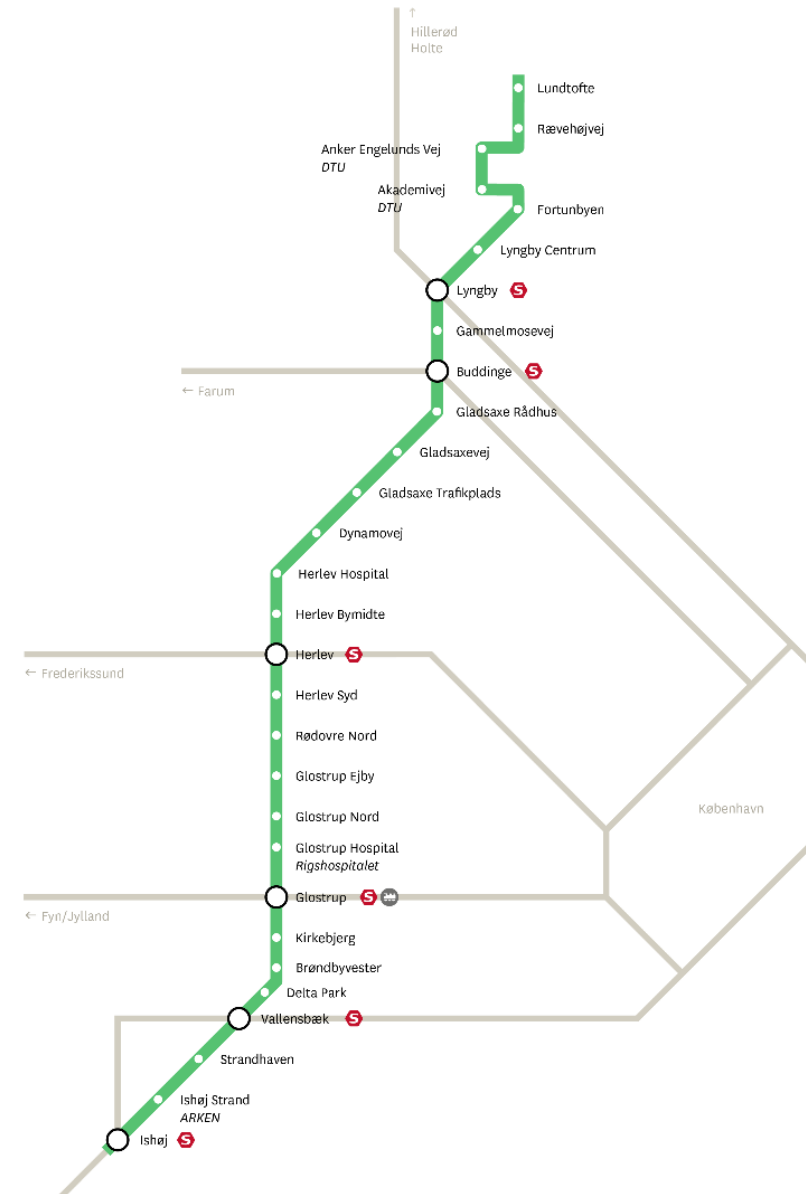 ↑
Hillerød
Holte
Lundtofte
Rævehøjvej
Anker Engelunds Vej
DTU
Akademivej
DTU
Fortunbyen
Lyngby Centrum
Lyngby S
Gammelmosevej
Buddinge S
← Farum
Gladsaxe Rådhus
Gladsaxevej
Gladsaxe Trafikplads
Dynamovej
Herlev Hospital
Herlev Bymidte
Herlev S
← Frederikssund
Herlev Syd
Rødovre Nord
Glostrup Ejby
København
Glostrup Nord
Glostrup Hospital
Rigshospitalet
Glostrup S
← Fyn/Jylland
Kirkebjerg
Brøndbyvester
Delta Park
Vallensbæk S
Strandhaven
Ishøj Strand
ARKEN
Ishøj S